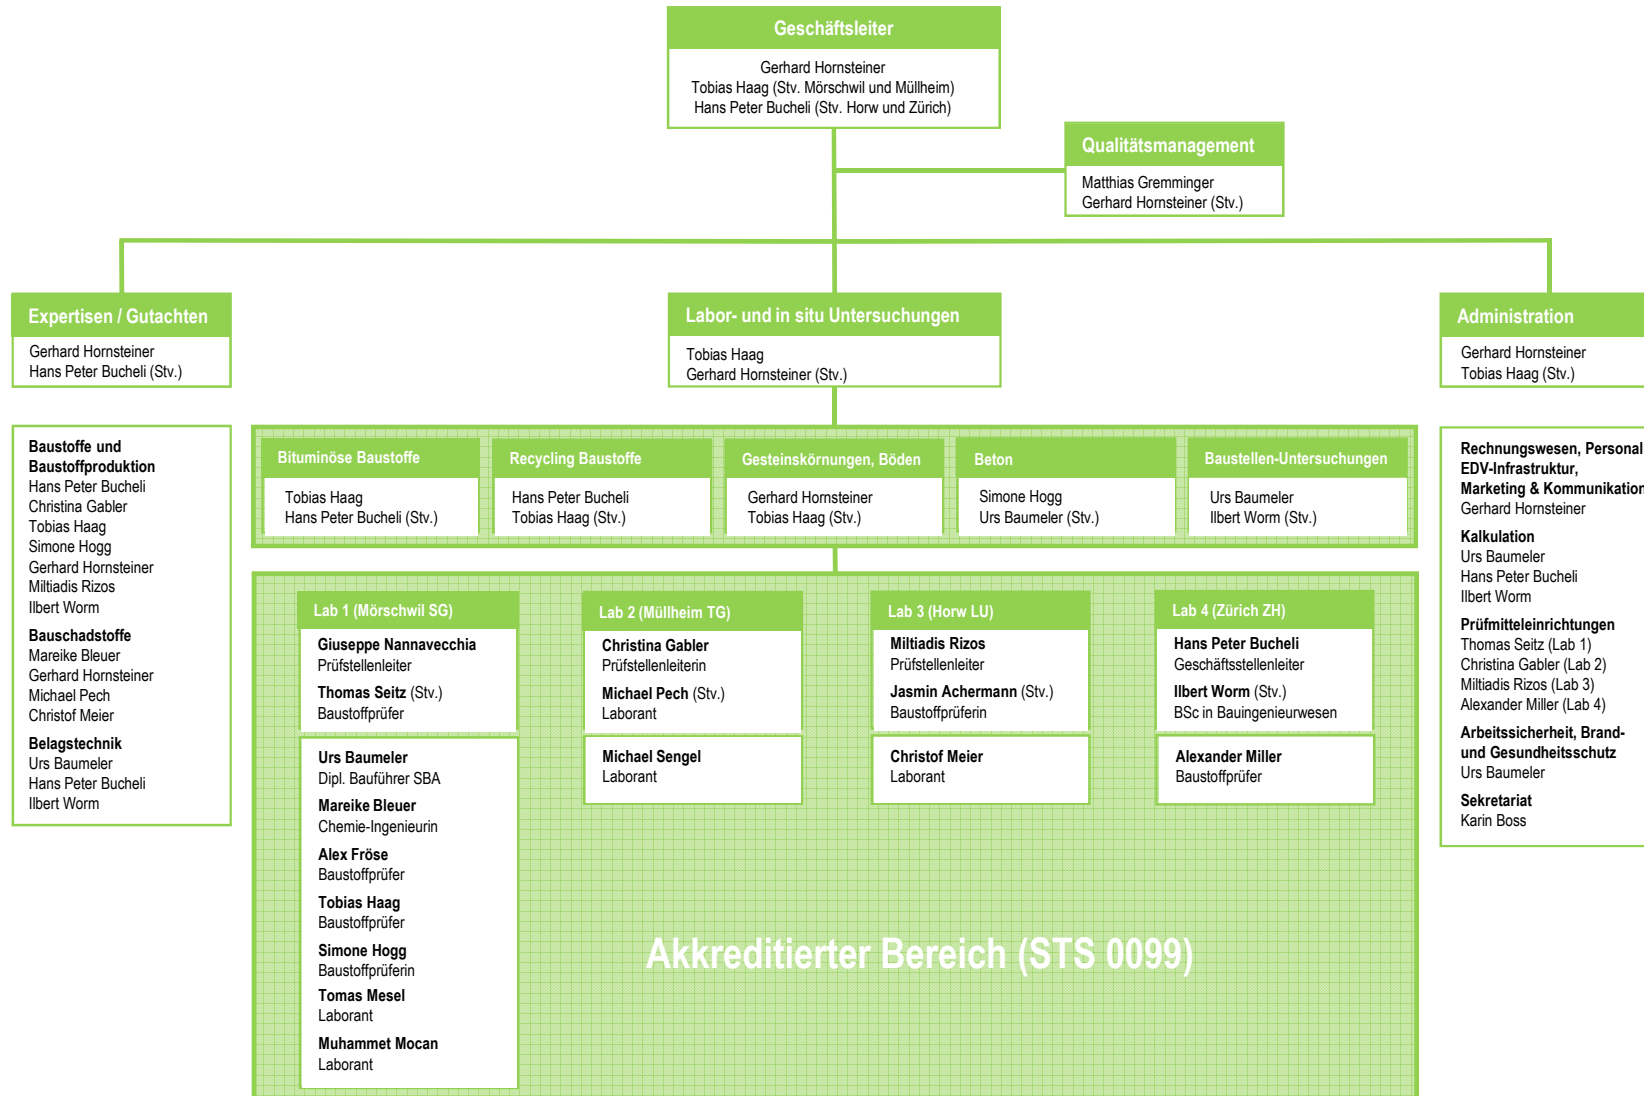 Geschäftsleiter
Gerhard Hornsteiner
Tobias Haag (Stv. Mörschwil und Müllheim)
Hans Peter Bucheli (Stv. Horw und Zürich)
Qualitätsmanagement
Matthias Gremminger
Gerhard Hornsteiner (Stv.)
Expertisen / Gutachten
Gerhard Hornsteiner
Hans Peter Bucheli (Stv.)
Labor- und in situ Untersuchungen
Tobias Haag
Gerhard Hornsteiner (Stv.)
Administration
Gerhard Hornsteiner
Tobias Haag (Stv.)
Baustoffe und
Baustoffproduktion
Hans Peter Bucheli
Christina Gabler
Tobias Haag
Simone Hogg
Gerhard Hornsteiner
Miltiadis Rizos
Ilbert Worm
Bauschadstoffe
Mareike Bleuer
Gerhard Hornsteiner
Michael Pech
Christof Meier
Belagstechnik
Urs Baumeler
Hans Peter Bucheli
Ilbert Worm
Bituminöse Baustoffe
Tobias Haag
Hans Peter Bucheli (Stv.)
Recycling Baustoffe
Hans Peter Bucheli
Tobias Haag (Stv.)
Gesteinskörnungen, Böden
Gerhard Hornsteiner
Tobias Haag (Stv.)
Beton
Simone Hogg
Urs Baumeler (Stv.)
Baustellen-Untersuchungen
Urs Baumeler
Ilbert Worm (Stv.)
Lab 1 (Mörschwil SG)
Giuseppe Nannavecchia
Prüfstellenleiter
Thomas Seitz (Stv.)
Baustoffprüfer
Urs Baumeler
Dipl. Bauführer SBA
Mareike Bleuer
Chemie-Ingenieurin
Alex Fröse
Baustoffprüfer
Tobias Haag
Baustoffprüfer
Simone Hogg
Baustoffprüferin
Tomas Mesel
Laborant
Muhammet Mocan
Laborant
Lab 2 (Müllheim TG)
Christina Gabler
Prüfstellenleiterin
Michael Pech (Stv.)
Laborant
Michael Sengel
Laborant
Lab 3 (Horw LU)
Miltiadis Rizos
Prüfstellenleiter
Jasmin Achermann (Stv.)
Baustoffprüferin
Christof Meier
Laborant
Lab 4 (Zürich ZH)
Hans Peter Bucheli
Geschäftsstellenleiter
Ilbert Worm (Stv.)
BSc in Bauingenieurwesen
Alexander Miller
Baustoffprüfer
Akkreditierter Bereich (STS 0099)
Rechnungswesen, Personal
EDV-Infrastruktur,
Marketing & Kommunikation
Gerhard Hornsteiner
Kalkulation
Urs Baumeler
Hans Peter Bucheli
Ilbert Worm
Prüfmitteleinrichtungen
Thomas Seitz (Lab 1)
Christina Gabler (Lab 2)
Miltiadis Rizos (Lab 3)
Alexander Miller (Lab 4)
Arbeitssicherheit, Brand-
und Gesundheitsschutz
Urs Baumeler
Sekretariat
Karin Boss